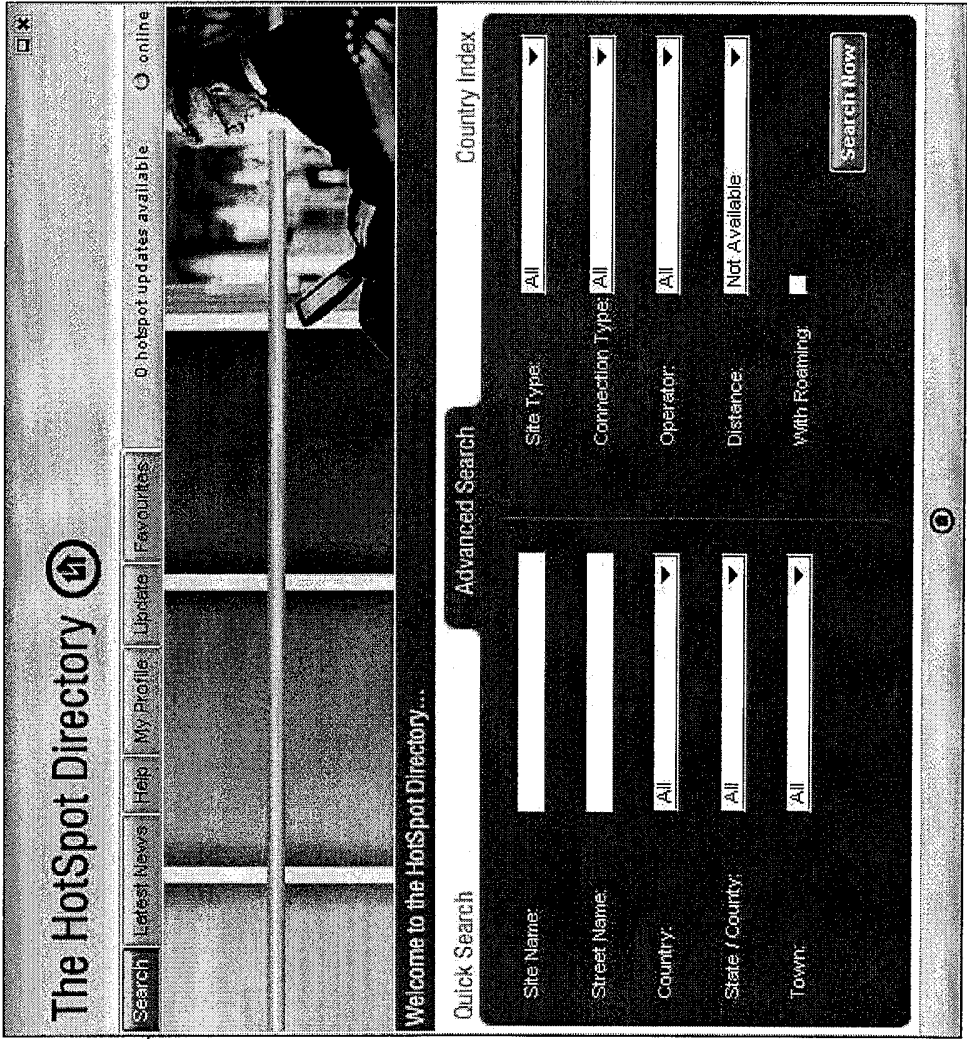 The HotSpot Directory
Search Latest News Help My Profile Update Favourites 0 hotspot updates available online
Welcome to the HotSpot Directory...
Quick Search Advanced Search Country Index
Site Name: Site Type: All
Street Name: Connection Type: All
Country: All Operator: All
State / County: All Distance: Not Available
Town: All With Roaming:
Search Now